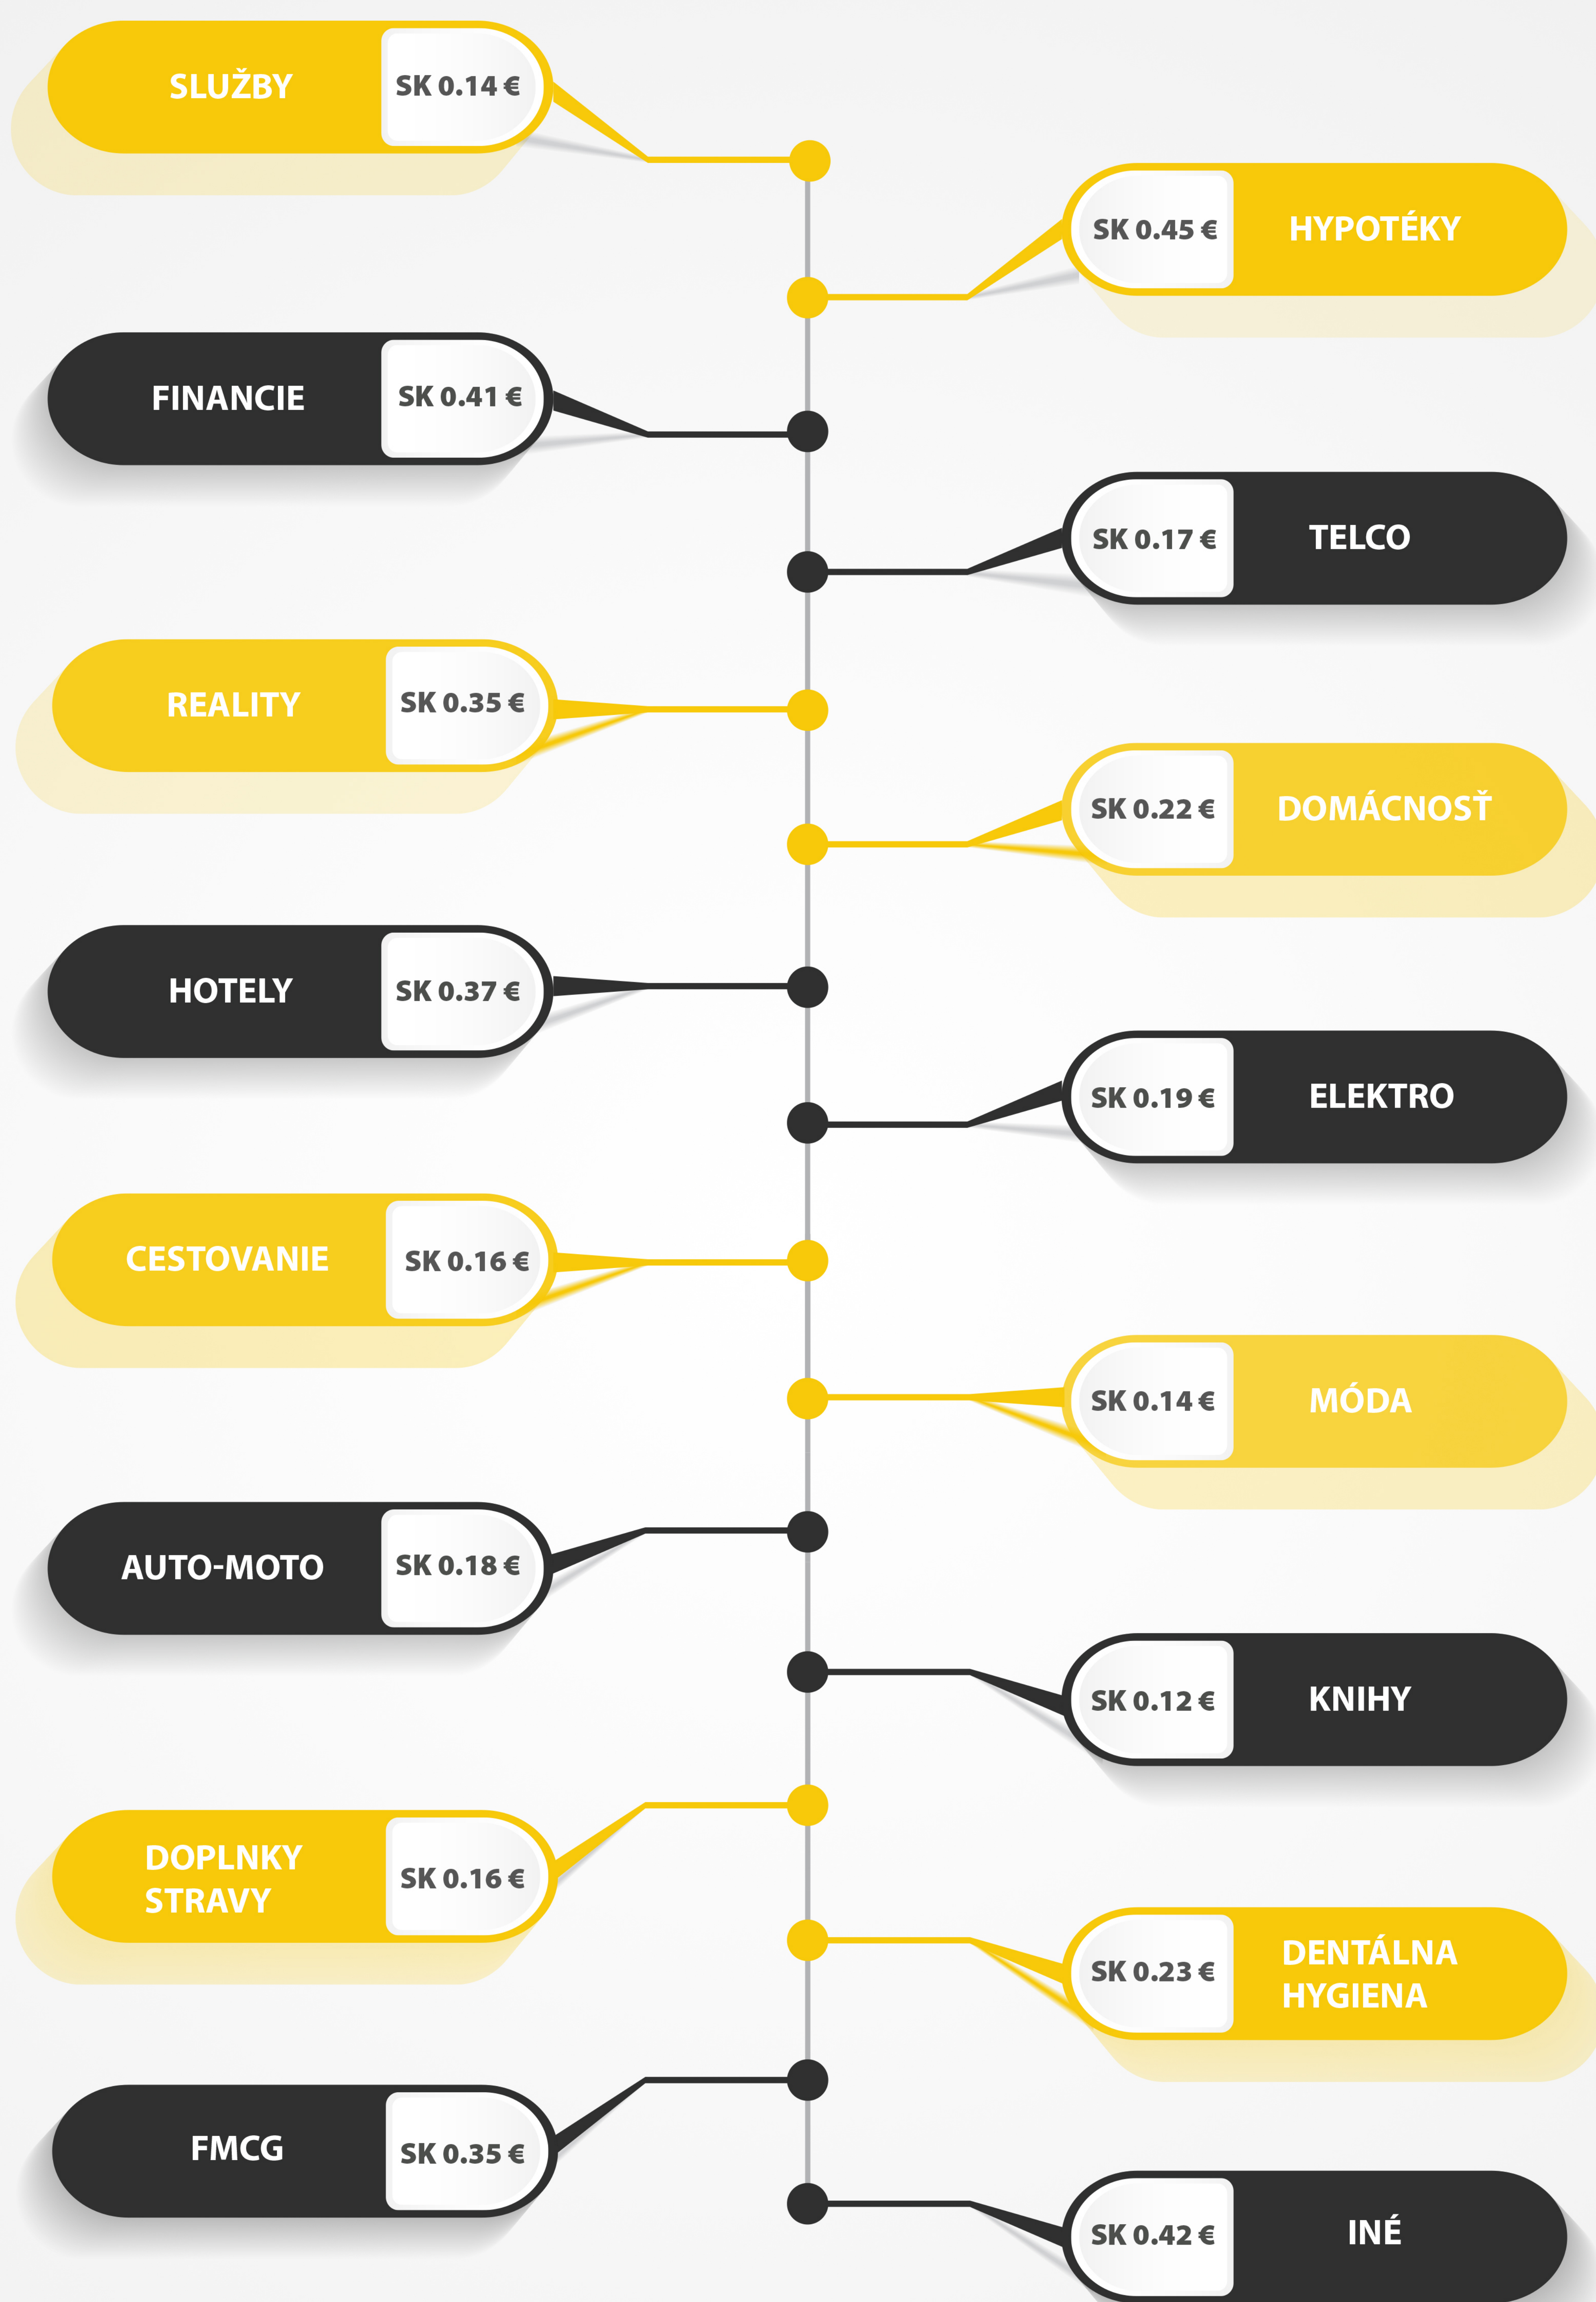 SLUŽBY SK 0.14 €
SK 0.45 € HYPOTÉKY
FINANCIE SK 0.41 €
SK 0.17 € TELCO
REALITY SK 0.35 €
SK 0.22 € DOMÁCNOSŤ
HOTELY SK 0.37 €
SK 0.19 € ELEKTRO
CESTOVANIE SK 0.16 €
SK 0.14 € MÓDA
AUTO-MOTO SK 0.18 €
SK 0.12 € KNIHY
DOPLNKY
STRAVY
SK 0.16 €
SK 0.23 €
DENTÁLNA
HYGIENA
FMCG SK 0.35 €
SK 0.42 € INÉ